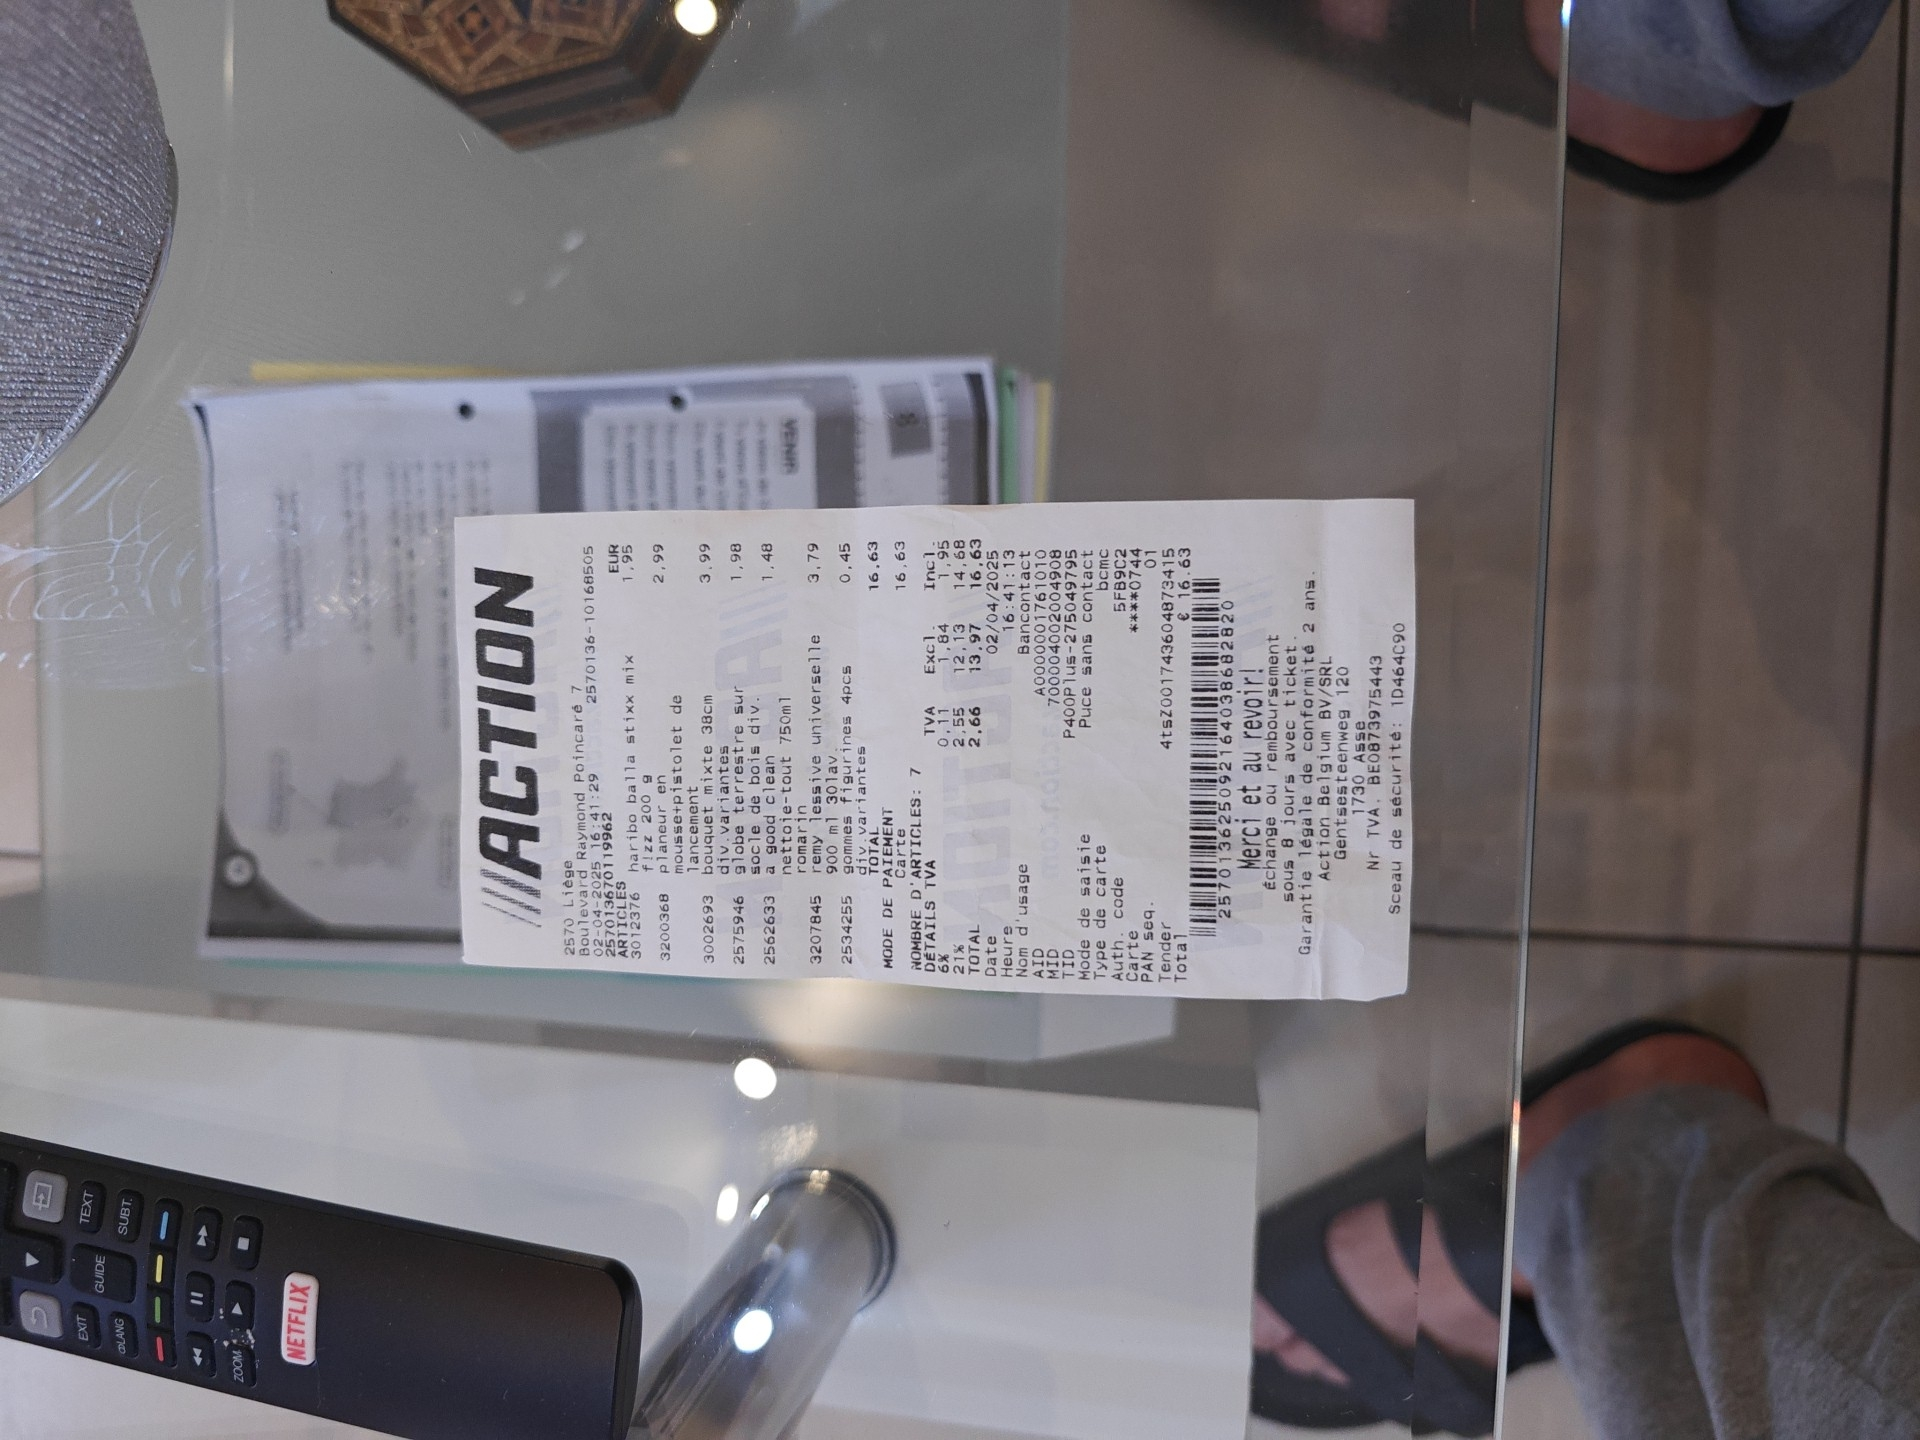 ACTION
2570 Liège
Boulevard Raymond Poincaré 7
02-04-2025 16:41:29 2570136-10168505
2570136701 19962
ARTICLES EUR
3012376 haribo balla stixx mix 1,95
fizz 200 g
3200368 planeur en 2,99
mousse+pistolet de
lancement
3002693 bouquet mixte 38cm 3,99
div.variantes
2575946 globe terrestre sur 1,98
socle de bois div.
2562633 a good clean 1,48
nettoie-tout 750ml
romarin
3207845 remy lessive universelle 3,79
900 ml 30lav.
2534255 gommes figurines 4pcs 0,45
div.variantes
TOTAL 16,63
MODE DE PAIEMENT
Carte 16,63
NOMBRE D'ARTICLES: 7
DÉTAILS TVA TVA Excl. Incl.
6% 0,11 1,84 1,95
21% 2,55 12,13 14,68
TOTAL 2,66 13,97 16,63
Date 02/04/2025
Heure 16:41:13
Nom d'usage Bancontact
AID A0000001761010
MID 7000040020004908
TID P400Plus-275049795
Mode de saisie Puce sans contact
Type de carte bcmc
Auth. code 5FB9C2
Carte ****0744
PAN seq. 01
Tender 4tsZ001743604873415
Total € 16.63
2570136250921640386828 20
Merci et au revoir!
Échange ou remboursement
sous 8 jours avec ticket.
Garantie légale de conformité 2 ans.
Action Belgium BV/SRL
Gentsesteenweg 120
1730 Asse
Nr TVA. BE0873975443
Sceau de sécurité: 1D464C90
VENIR
8
TEXT
SUBT.
GUIDE
EXIT
LANG
ZOOM
NETFLIX